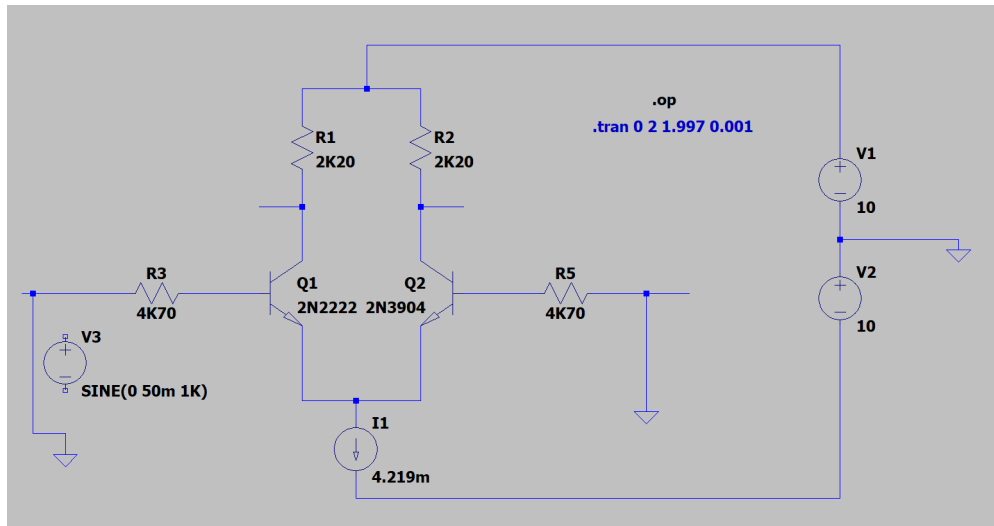 .op
.tran 0 2 1.997 0.001
R1
2K20
R2
2K20
V1
+
−
10
R3
4K70
Q1
2N2222
Q2
2N3904
R5
4K70
V2
+
−
10
V3
+
−
SINE(0 50m 1K)
I1
4.219m